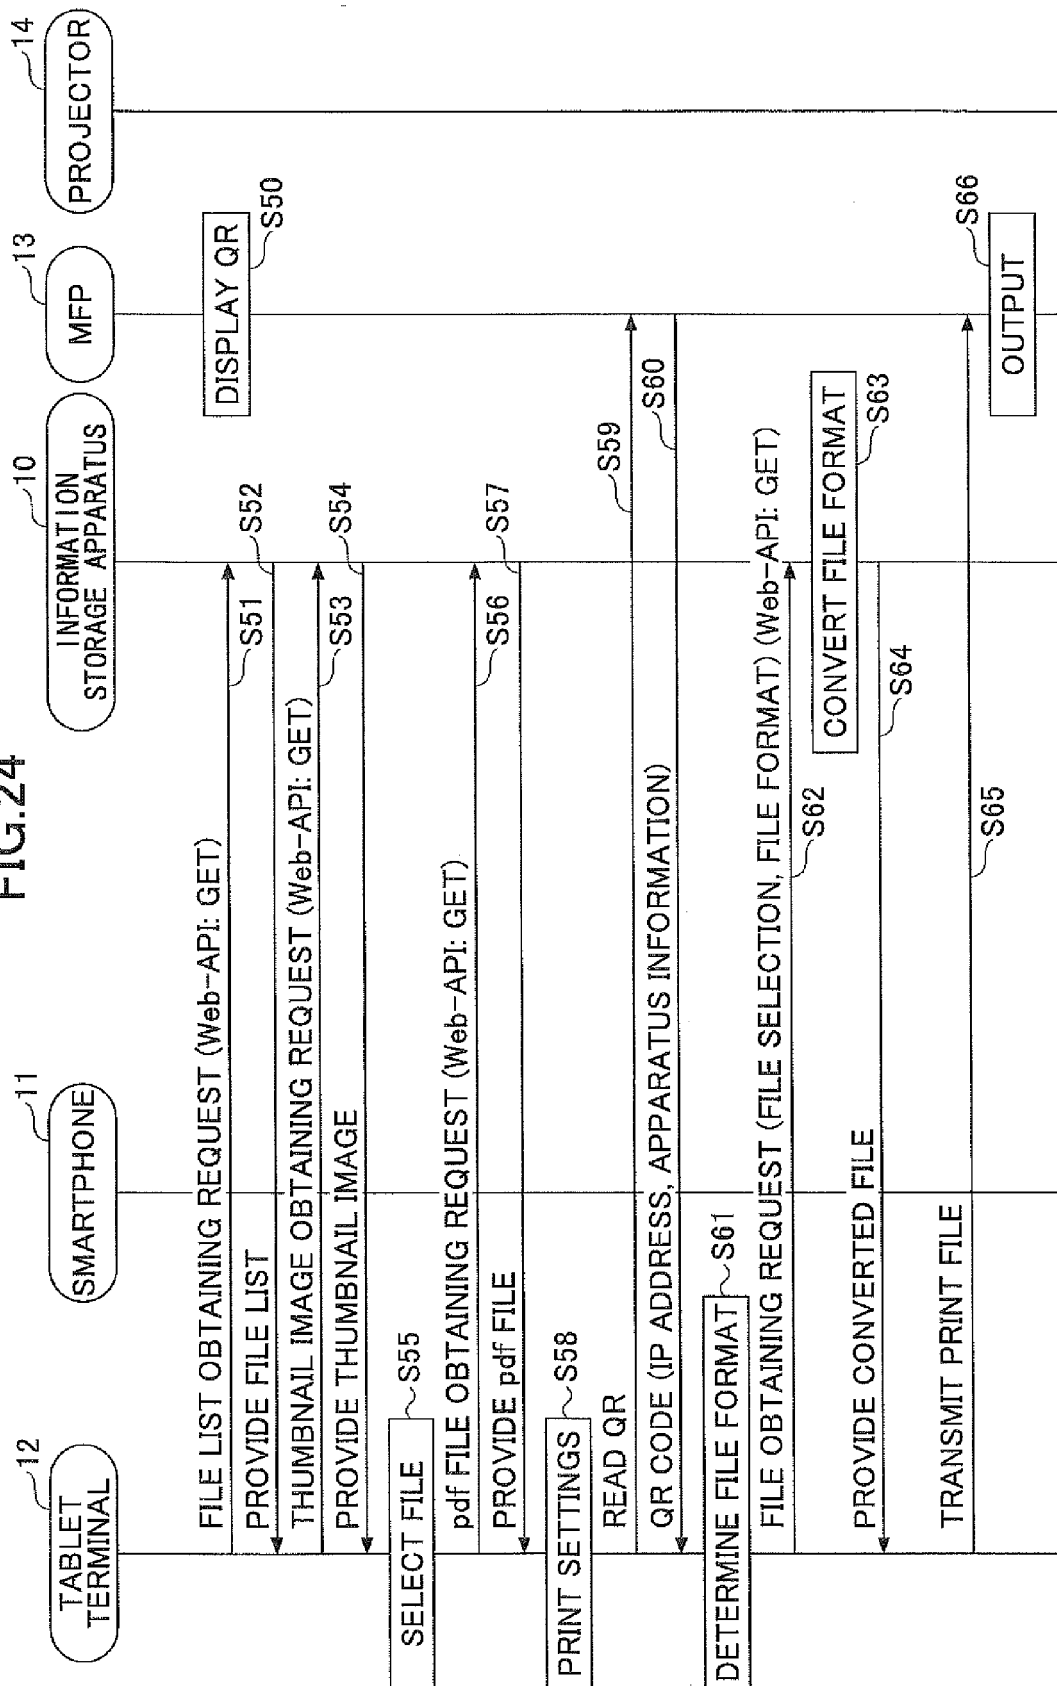 FIG.24
12
TABLET
TERMINAL
11
SMARTPHONE
10
INFORMATION
STORAGE APPARATUS
13
MFP
14
PROJECTOR
DISPLAY QR
S50
FILE LIST OBTAINING REQUEST (Web-API: GET)
S51
PROVIDE FILE LIST
S52
THUMBNAIL IMAGE OBTAINING REQUEST (Web-API: GET)
S53
PROVIDE THUMBNAIL IMAGE
S54
SELECT FILE
S55
pdf FILE OBTAINING REQUEST (Web-API: GET)
S56
PROVIDE pdf FILE
S57
PRINT SETTINGS
S58
READ QR
S59
QR CODE (IP ADDRESS, APPARATUS INFORMATION)
S60
DETERMINE FILE FORMAT
S61
FILE OBTAINING REQUEST (FILE SELECTION, FILE FORMAT) (Web-API: GET)
S62
CONVERT FILE FORMAT
S63
PROVIDE CONVERTED FILE
S64
TRANSMIT PRINT FILE
S65
OUTPUT
S66